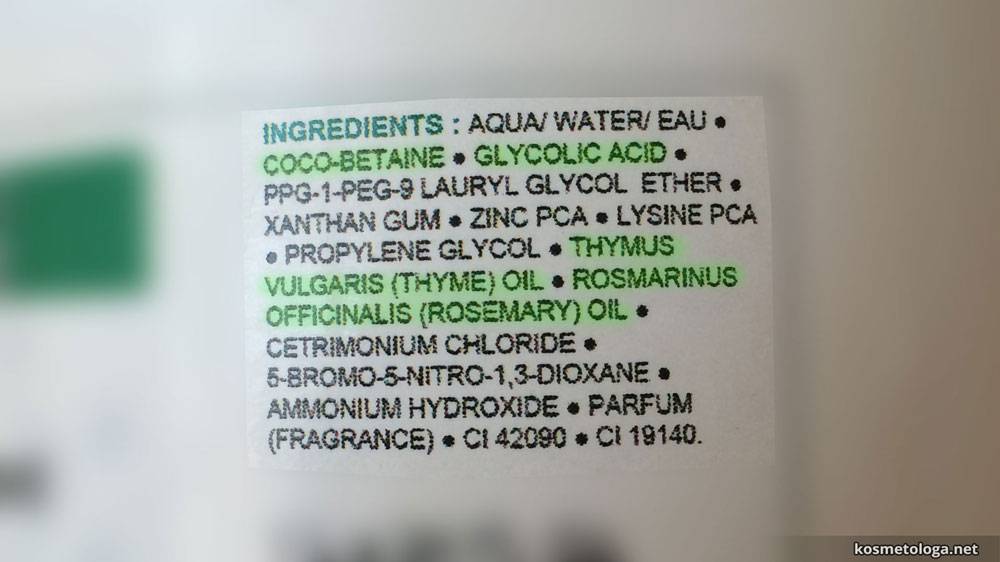 INGREDIENTS : AQUA/ WATER/ EAU •
COCO-BETAINE • GLYCOLIC ACID •
PPG-1-PEG-9 LAURYL GLYCOL ETHER •
XANTHAN GUM • ZINC PCA • LYSINE PCA
• PROPYLENE GLYCOL • THYMUS
VULGARIS (THYME) OIL • ROSMARINUS
OFFICINALIS (ROSEMARY) OIL •
CETRIMONIUM CHLORIDE •
5-BROMO-5-NITRO-1,3-DIOXANE •
AMMONIUM HYDROXIDE • PARFUM
(FRAGRANCE) • CI 42090 • CI 19140.
kosmetologa.net